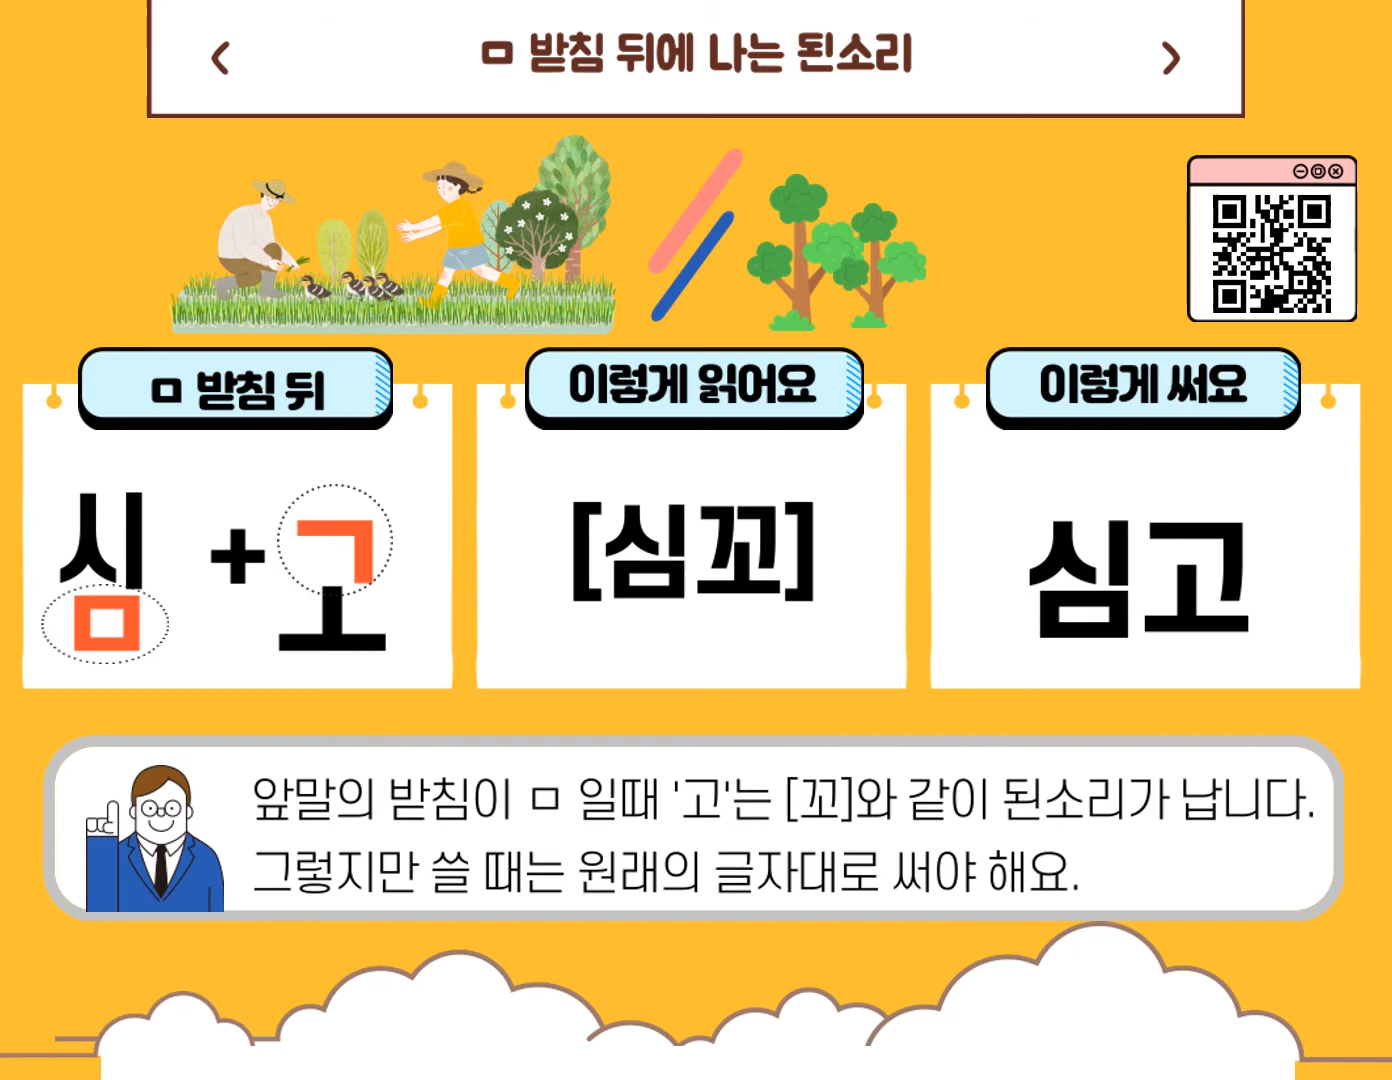 ㅁ 받침 뒤에 나는 된소리
ㅁ 받침 뒤
이렇게 읽어요
이렇게 써요
심 + 고
[심꼬]
심고
앞말의 받침이 ㅁ 일때 '고'는 [꼬]와 같이 된소리가 납니다.
그렇지만 쓸 때는 원래의 글자대로 써야 해요.